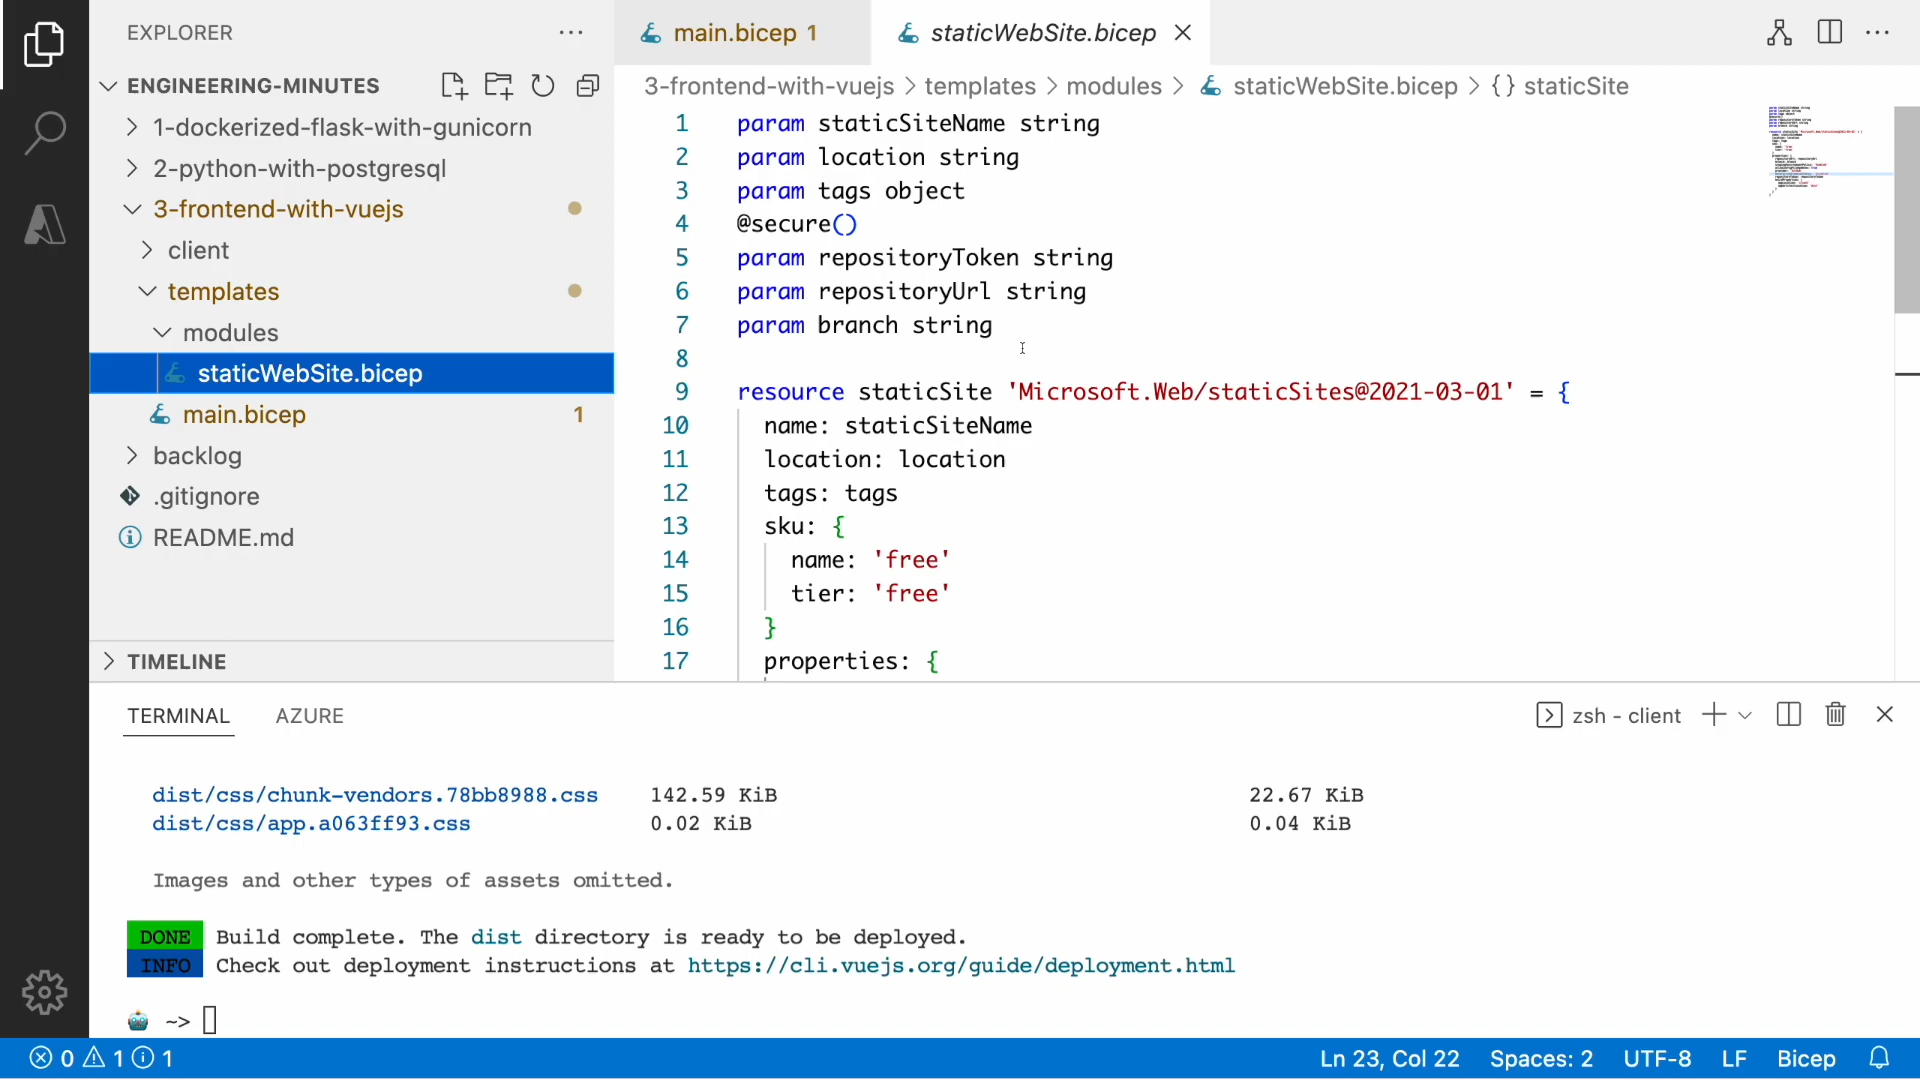 EXPLORER
main.bicep 1
staticWebSite.bicep
ENGINEERING-MINUTES
1-dockerized-flask-with-gunicorn
2-python-with-postgresql
3-frontend-with-vuejs
client
templates
modules
staticWebSite.bicep
main.bicep 1
backlog
.gitignore
README.md
TIMELINE
3-frontend-with-vuejs > templates > modules > staticWebSite.bicep > {} staticSite
1 param staticSiteName string
2 param location string
3 param tags object
4 @secure()
5 param repositoryToken string
6 param repositoryUrl string
7 param branch string
8
9 resource staticSite 'Microsoft.Web/staticSites@2021-03-01' = {
10 name: staticSiteName
11 location: location
12 tags: tags
13 sku: {
14 name: 'free'
15 tier: 'free'
16 }
17 properties: {
TERMINAL AZURE
zsh - client
dist/css/chunk-vendors.78bb8988.css 142.59 KiB 22.67 KiB
dist/css/app.a063ff93.css 0.02 KiB 0.04 KiB
Images and other types of assets omitted.
DONE Build complete. The dist directory is ready to be deployed.
INFO Check out deployment instructions at https://cli.vuejs.org/guide/deployment.html
~>
0 1 1
Ln 23, Col 22 Spaces: 2 UTF-8 LF Bicep